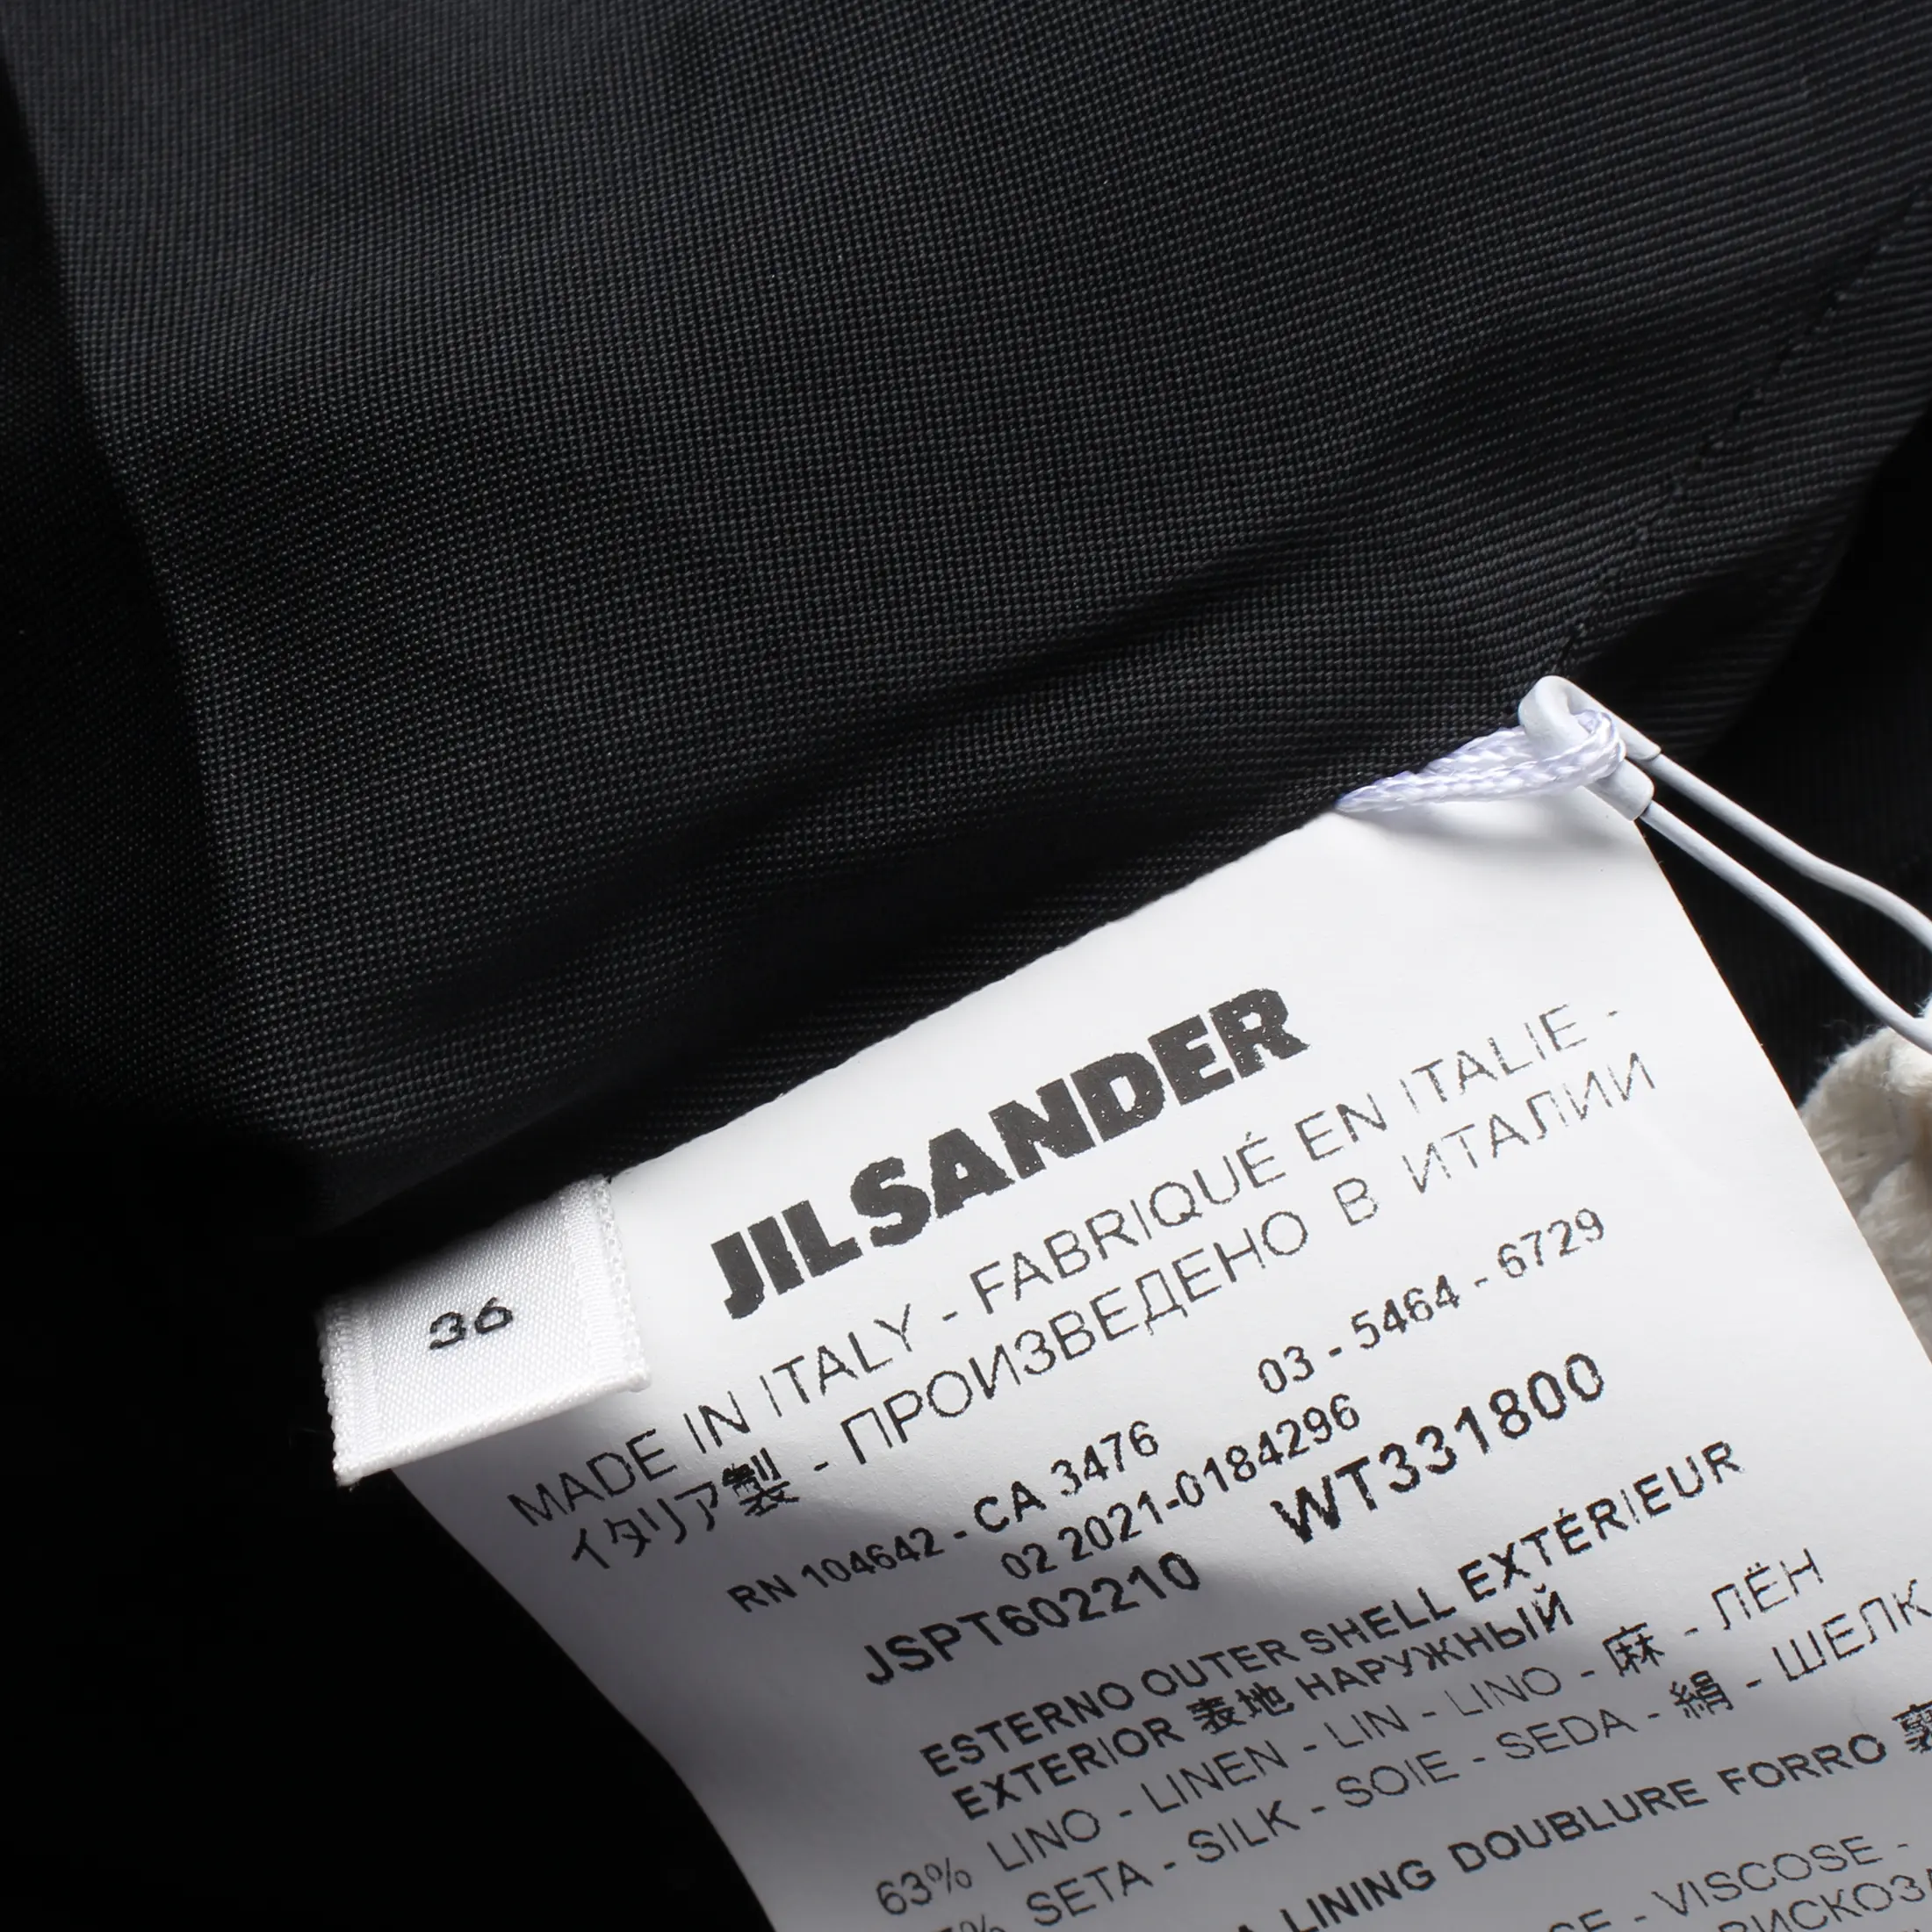 36
JIL SANDER
MADE IN ITALY - FABRIQUÉ EN ITALIE -
イタリア製 - ПРОИЗВЕДЕНО В ИТАЛИИ
RN 104642 - CA 3476 03 - 5464 - 6729
02 2021-0184296
JSPT602210 WT331800
ESTERNO OUTER SHELL EXTÉRIEUR
EXTERIOR 表地 НАРУЖНЫЙ
63% LINO - LINEN - LIN - LINO - 麻 - ЛЁН
SETA - SILK - SOIE - SEDA - 絹 - ШЕЛК
LINING DOUBLURE FORRO
VISCOSE -